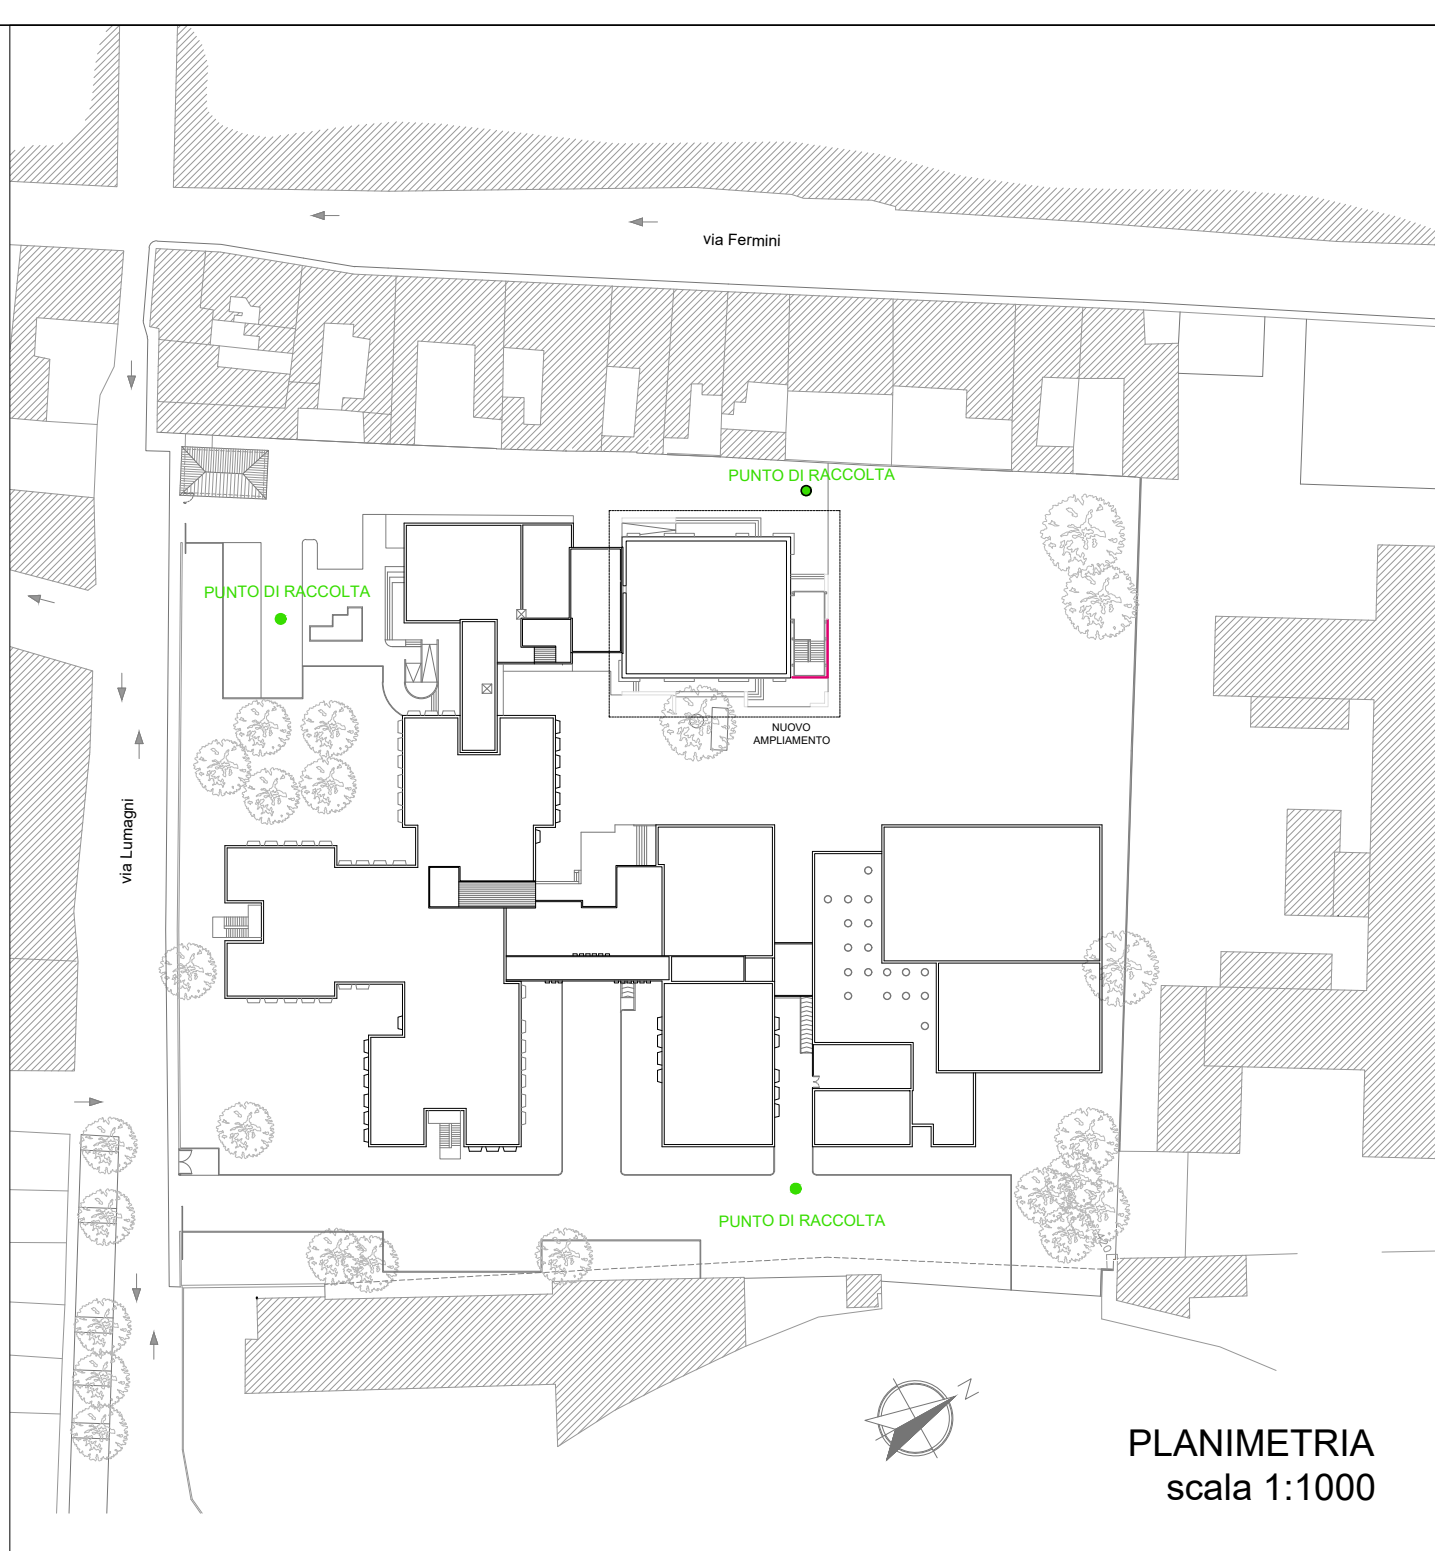 via Fermini
PUNTO DI RACCOLTA
PUNTO DI RACCOLTA
NUOVO
AMPLIAMENTO
via Lumagni
PUNTO DI RACCOLTA
N
PLANIMETRIA
scala 1:1000